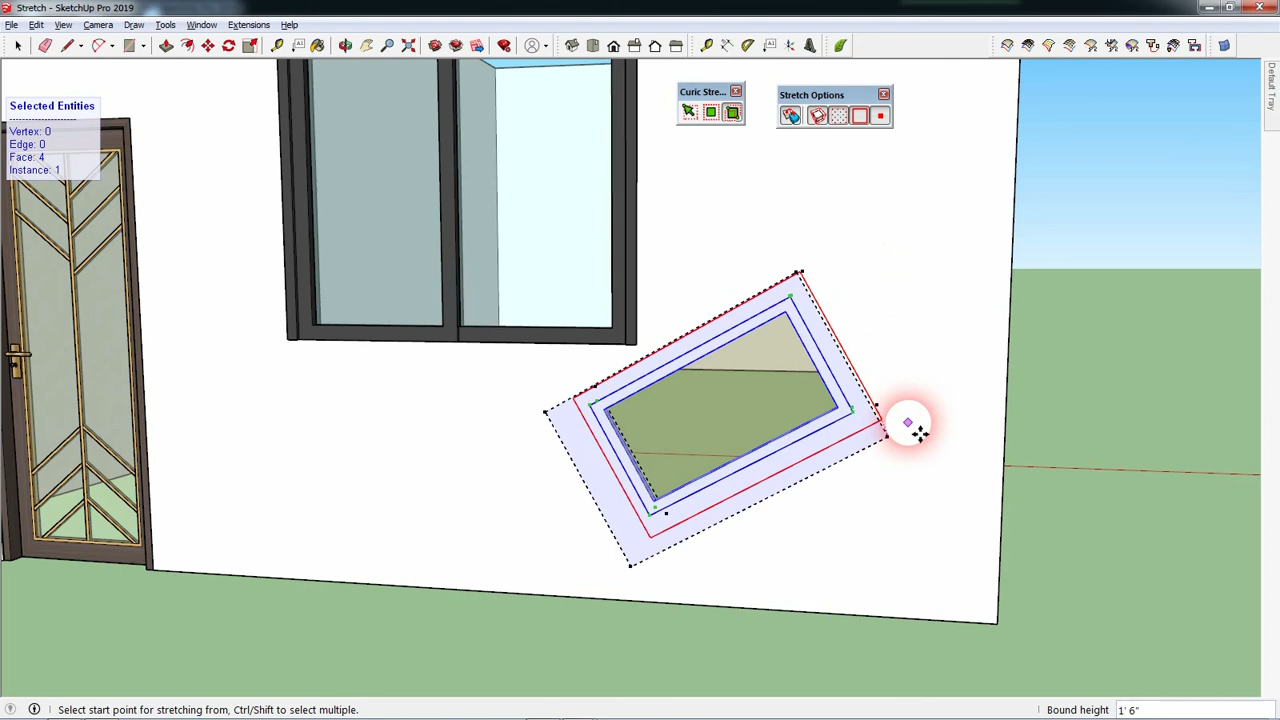 Stretch - SketchUp Pro 2019
File Edit View Camera Draw Tools Window Extensions Help
Selected Entities
Vertex: 0
Edge: 0
Face: 4
Instance: 1
Curic Stre...
Stretch Options
Default Tray
Select start point for stretching from, Ctrl/Shift to select multiple.
Bound height 1' 6"